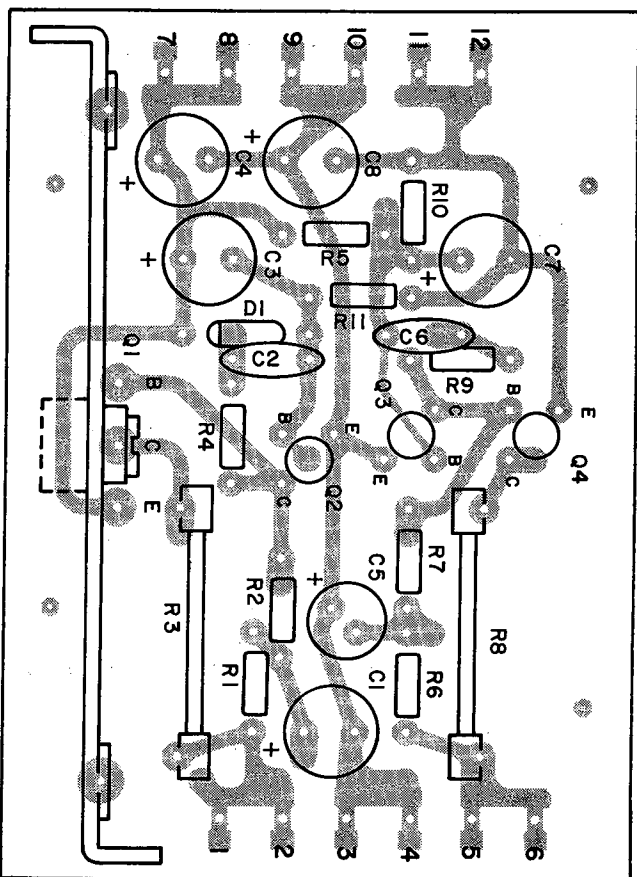 7 8 9 10 11 12
+ C4 + C8
R10
+ C3 R5 + C7
D1 R11
Q1 C2 C6 R9
Q3
B B E C B E
C R4 Q2 E B C Q4
E C
R3 R2 + C5 R7 R8
R1 + C1 R6
1 2 3 4 5 6